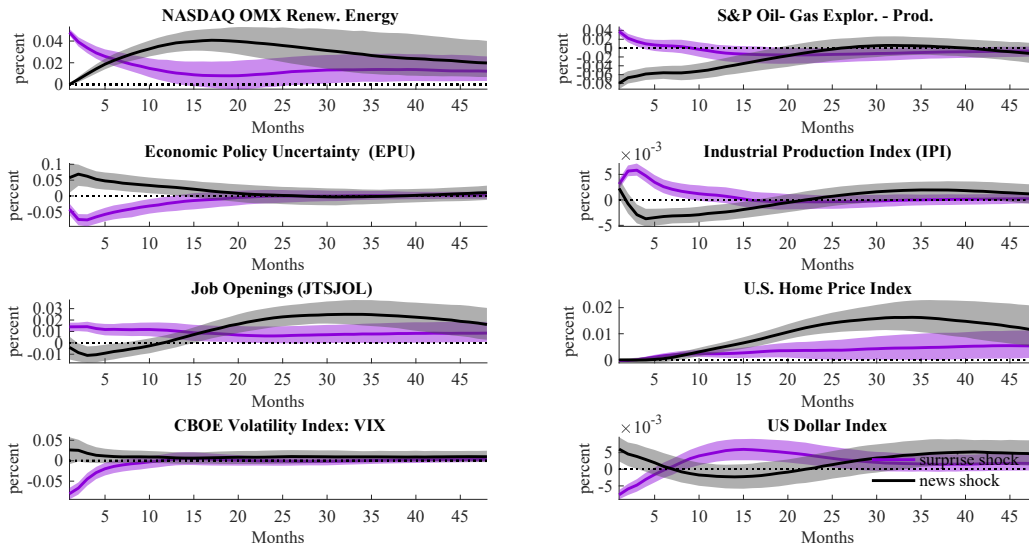 NASDAQ OMX Renew. Energy
percent
0.04
0.02
0
5 10 15 20 25 30 35 40 45
Months
S&P Oil- Gas Explor. - Prod.
percent
0.04
0.02
0
-0.02
-0.04
-0.06
-0.08
5 10 15 20 25 30 35 40 45
Months
Economic Policy Uncertainty (EPU)
percent
0.1
0.05
0
-0.05
5 10 15 20 25 30 35 40 45
Months
Industrial Production Index (IPI)
× 10⁻³
percent
5
0
-5
5 10 15 20 25 30 35 40 45
Months
Job Openings (JTSJOL)
percent
0.03
0.02
0.01
0
-0.01
5 10 15 20 25 30 35 40 45
Months
U.S. Home Price Index
percent
0.02
0.01
0
5 10 15 20 25 30 35 40 45
Months
CBOE Volatility Index: VIX
percent
0.05
0
-0.05
5 10 15 20 25 30 35 40 45
Months
US Dollar Index
× 10⁻³
percent
5
0
-5
surprise shock
news shock
5 10 15 20 25 30 35 40 45
Months